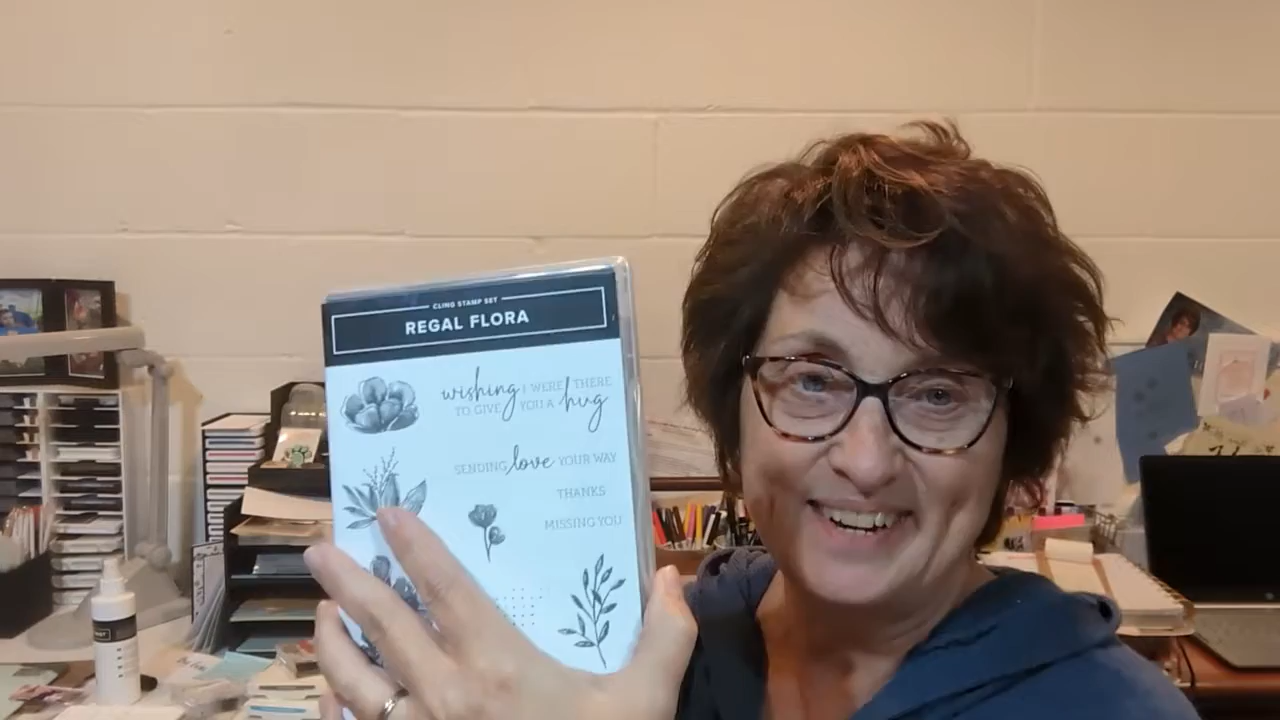 CLING STAMP SET
REGAL FLORA
wishing I WERE THERE
TO GIVE YOU A hug
SENDING love YOUR WAY
THANKS
MISSING YOU